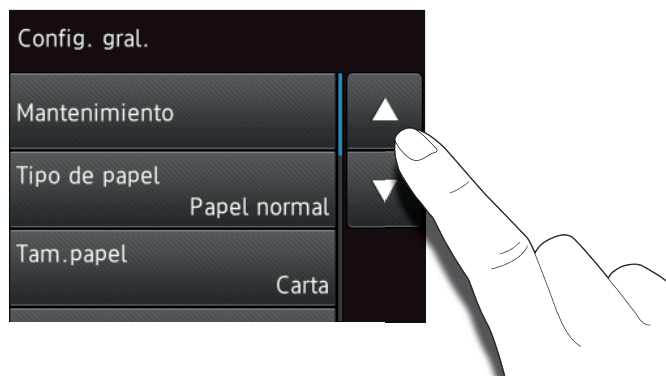 Config. gral.
Mantenimiento
Tipo de papel
Papel normal
Tam.papel
Carta